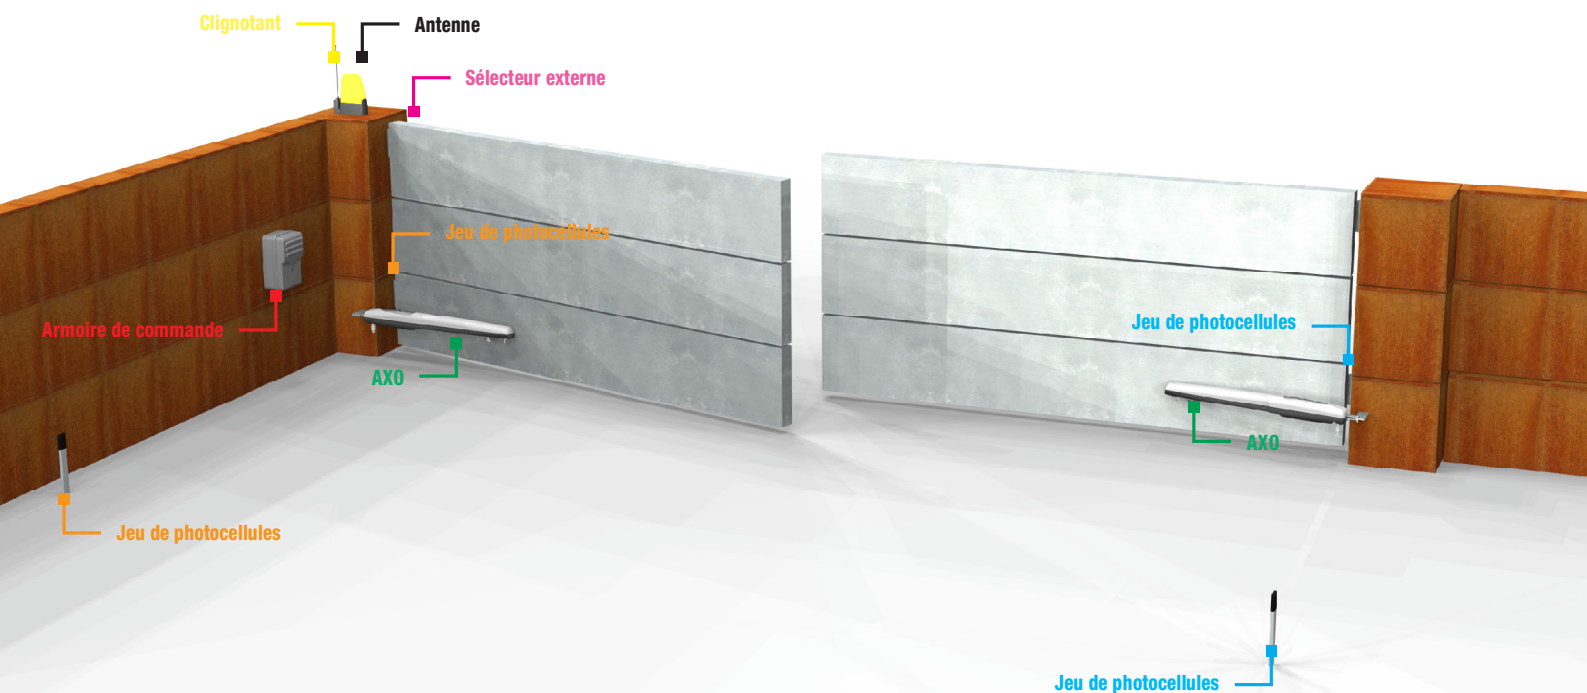 Clignotant
Antenne
Sélecteur externe
Jeu de photocellules
Armoire de commande
Jeu de photocellules
AXO
AXO
Jeu de photocellules
Jeu de photocellules